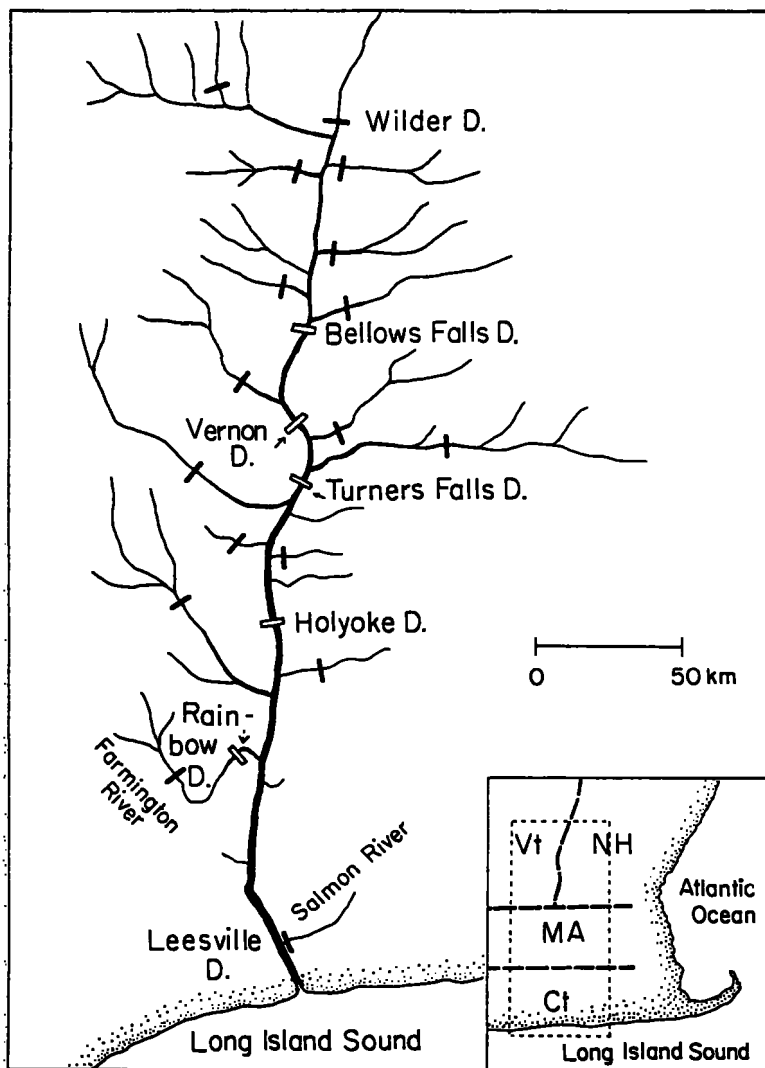 Wilder D.
Bellows Falls D.
Vernon
D.
Turners Falls D.
Holyoke D.
0 50 km
Rain-
bow
D.
Farmington
River
Salmon River
Leesville
D.
Long Island Sound
Vt NH
Atlantic
Ocean
MA
Ct
Long Island Sound